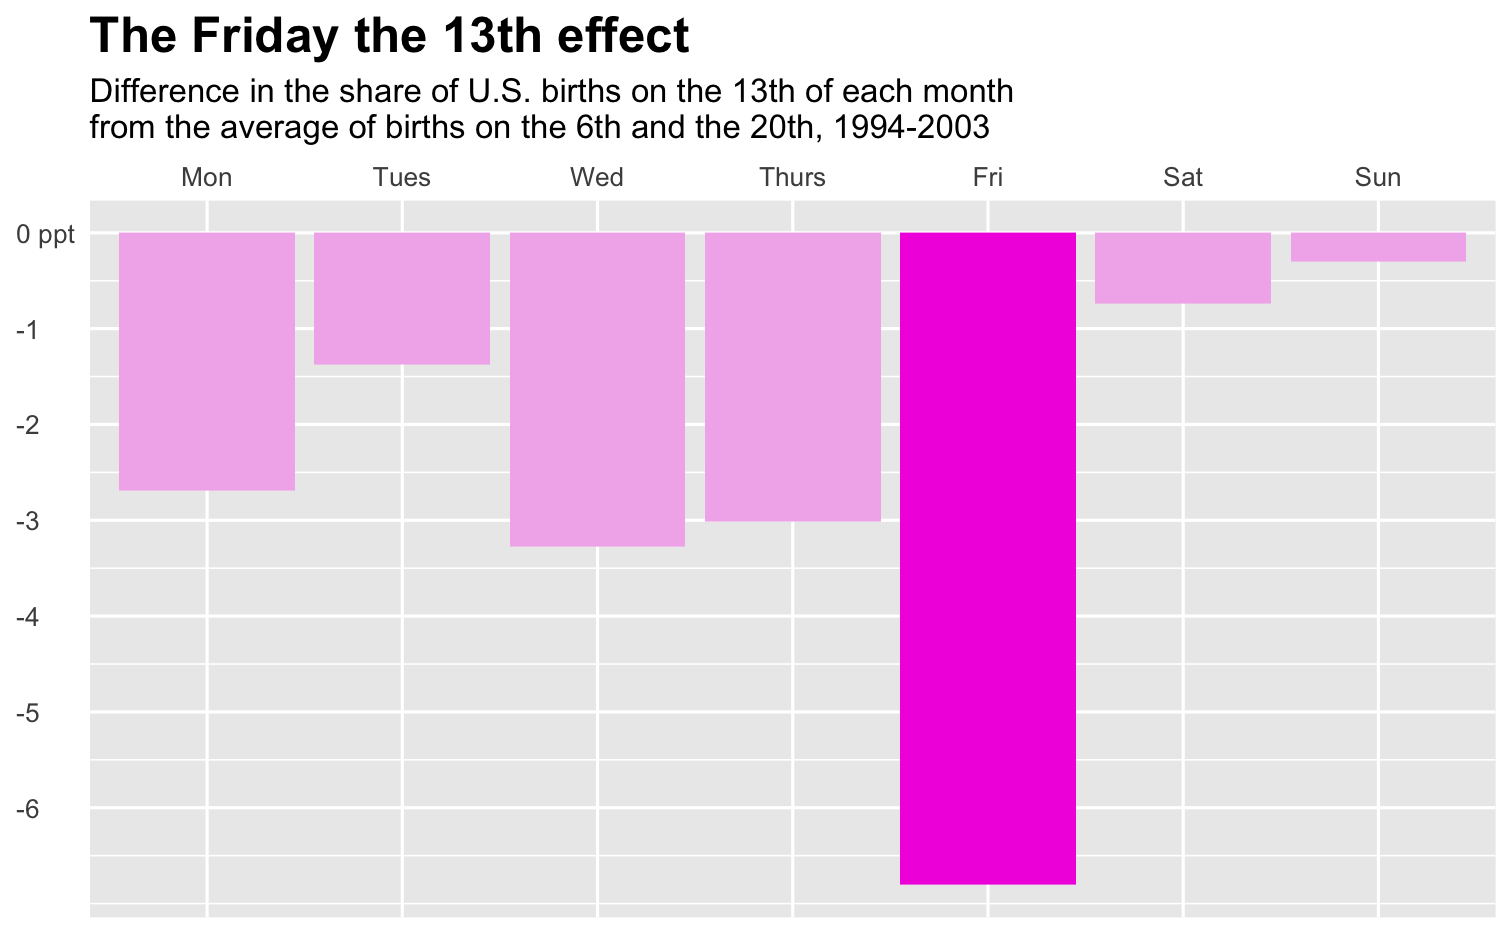 The Friday the 13th effect
Difference in the share of U.S. births on the 13th of each month
from the average of births on the 6th and the 20th, 1994-2003
Mon Tues Wed Thurs Fri Sat Sun
0 ppt
-1
-2
-3
-4
-5
-6